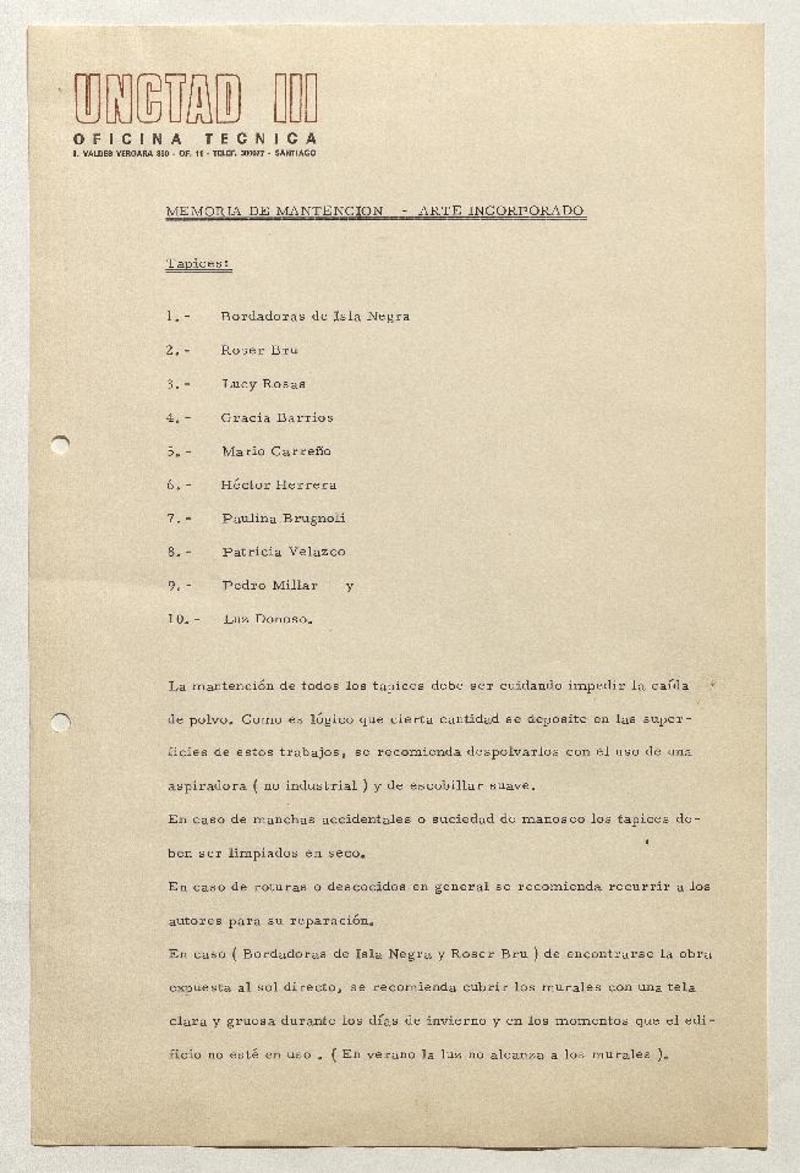 UNCTAD III
OFICINA TECNICA
VALDES VERGARA - OF. 11 - TELEF. - SANTIAGO
MEMORIA DE MANTENCION - ARTE INCORPORADO
Tapices:
1.- Bordadoras de Isla Negra
2.- Roser Bru
3.- Lucy Rosas
4.- Gracia Barrios
5.- Mario Carreño
6.- Héctor Herrera
7.- Paulina Brugnoli
8.- Patricia Velazco
9.- Pedro Millar y
10.- Luz Donoso.
La mantención de todos los tapices debe ser cuidando impedir la caída
de polvo. Como es lógico que cierta cantidad se deposite en las super-
ficies de estos trabajos, se recomienda despolvarlos con el uso de una
aspiradora ( no industrial ) y de escobillar suave.
En caso de manchas accidentales o suciedad de manoseo los tapices de-
ben ser limpiados en seco.
En caso de roturas o descocidos en general se recomienda recurrir a los
autores para su reparación.
En caso ( Bordadoras de Isla Negra y Roser Bru ) de encontrarse la obra
expuesta al sol directo, se recomienda cubrir los murales con una tela
clara y gruesa durante los días de invierno y en los momentos que el edi-
ficio no esté en uso . ( En verano la luz no alcanza a los murales ).